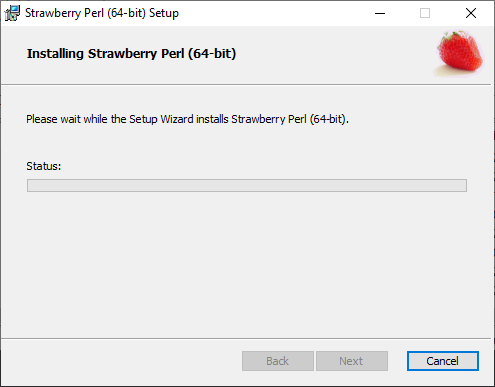 Strawberry Perl (64-bit) Setup
Installing Strawberry Perl (64-bit)
Please wait while the Setup Wizard installs Strawberry Perl (64-bit).
Status:
Back Next Cancel